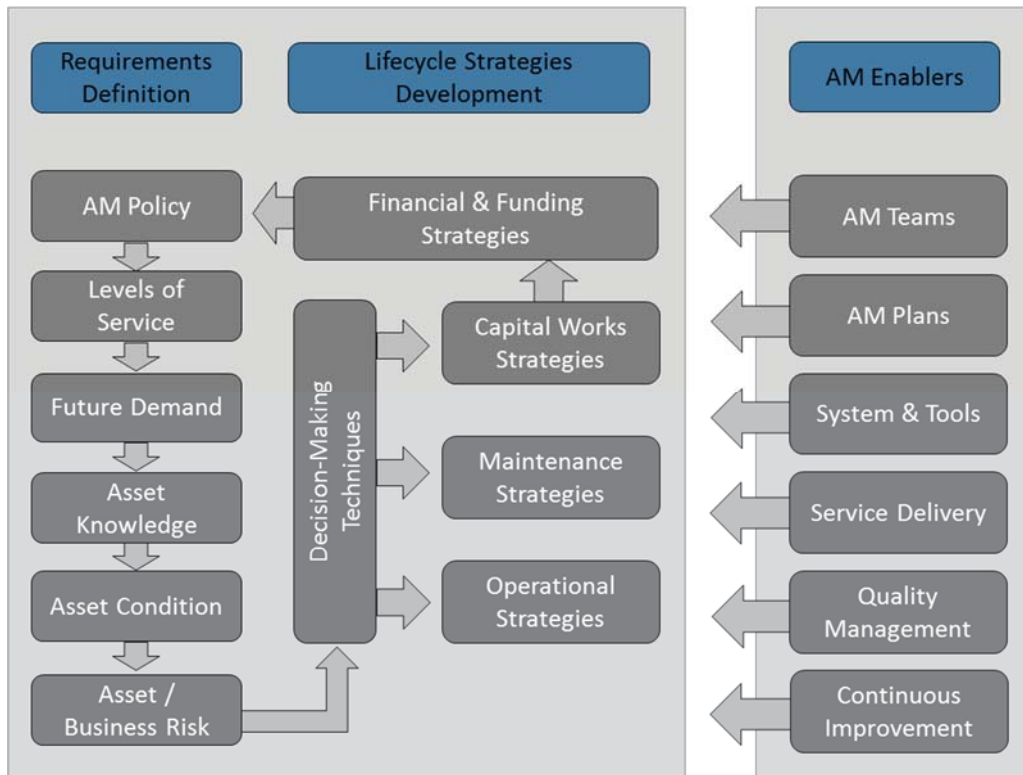 Requirements
Definition
Lifecycle Strategies
Development
AM Enablers
AM Policy
Levels of
Service
Future Demand
Asset
Knowledge
Asset Condition
Asset /
Business Risk
Decision-Making
Techniques
Financial & Funding
Strategies
Capital Works
Strategies
Maintenance
Strategies
Operational
Strategies
AM Teams
AM Plans
System & Tools
Service Delivery
Quality
Management
Continuous
Improvement